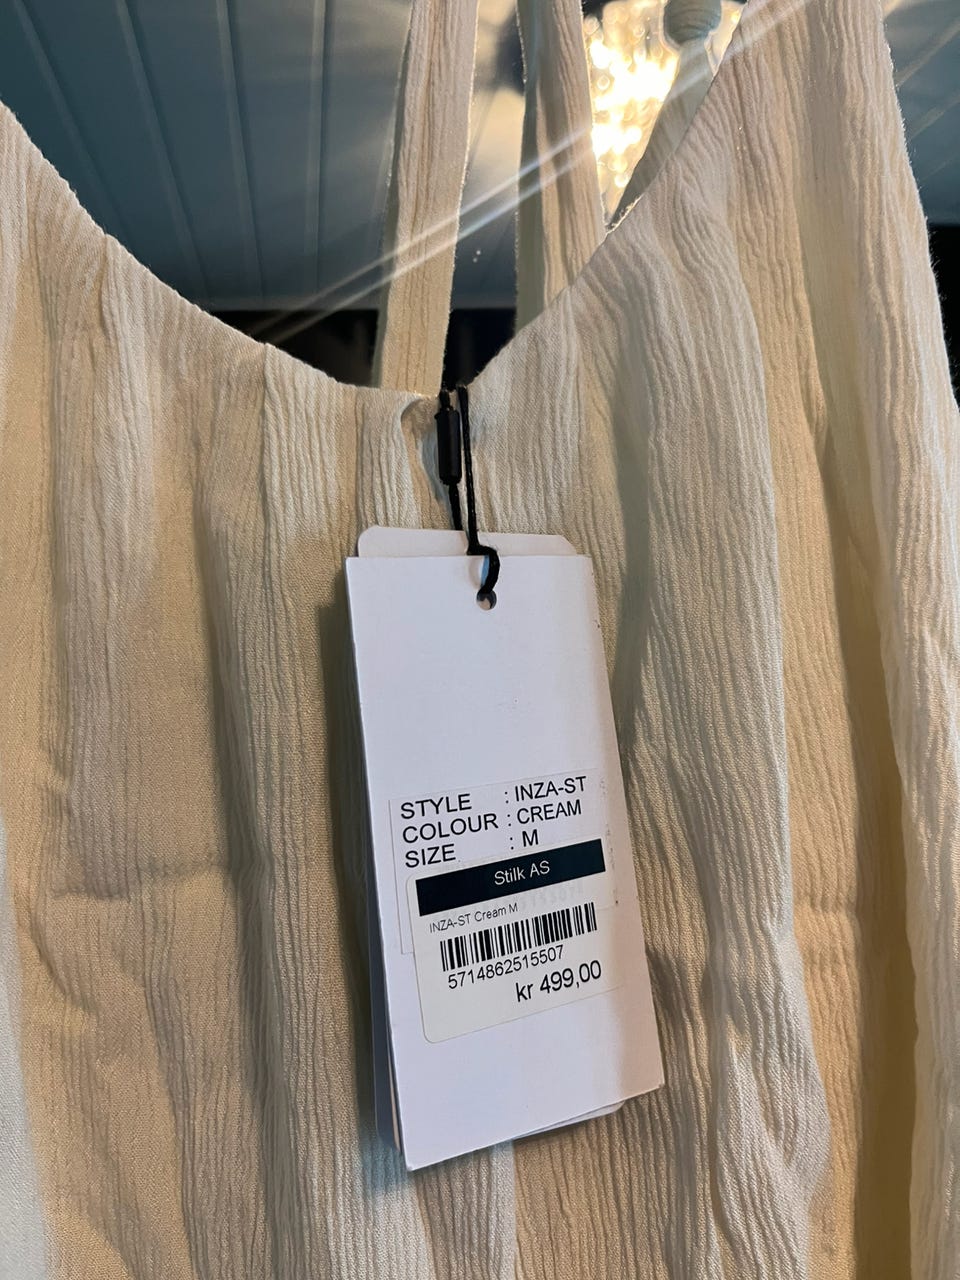 STYLE : INZA-ST
COLOUR : CREAM
SIZE : M
Stilk AS
INZA-ST Cream M
5714862515507
kr 499,00